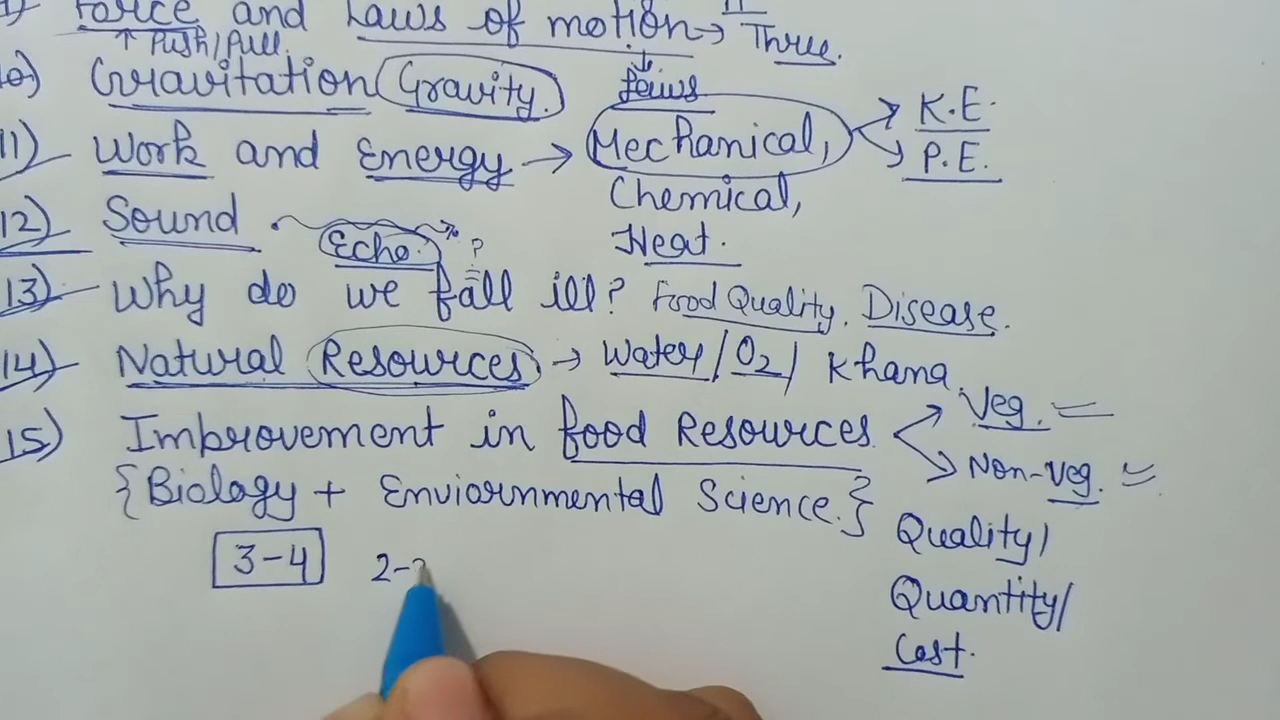 Force and Laws of motion → Three.
↑ Push/Pull.
Gravitation Gravity.
Laws
11) Work and Energy → Mechanical, K.E.
P.E.
Chemical,
Heat.
12) Sound.
Echo.
?
13) Why do we fall ill? Food Quality. Disease.
14) Natural Resources → Water/O2/ Khana.
15) Improvement in food Resources. Veg.
Non-Veg.
{Biology + Enviornmental Science.}
Quality/
Quantity/
Cost.
3-4 2-